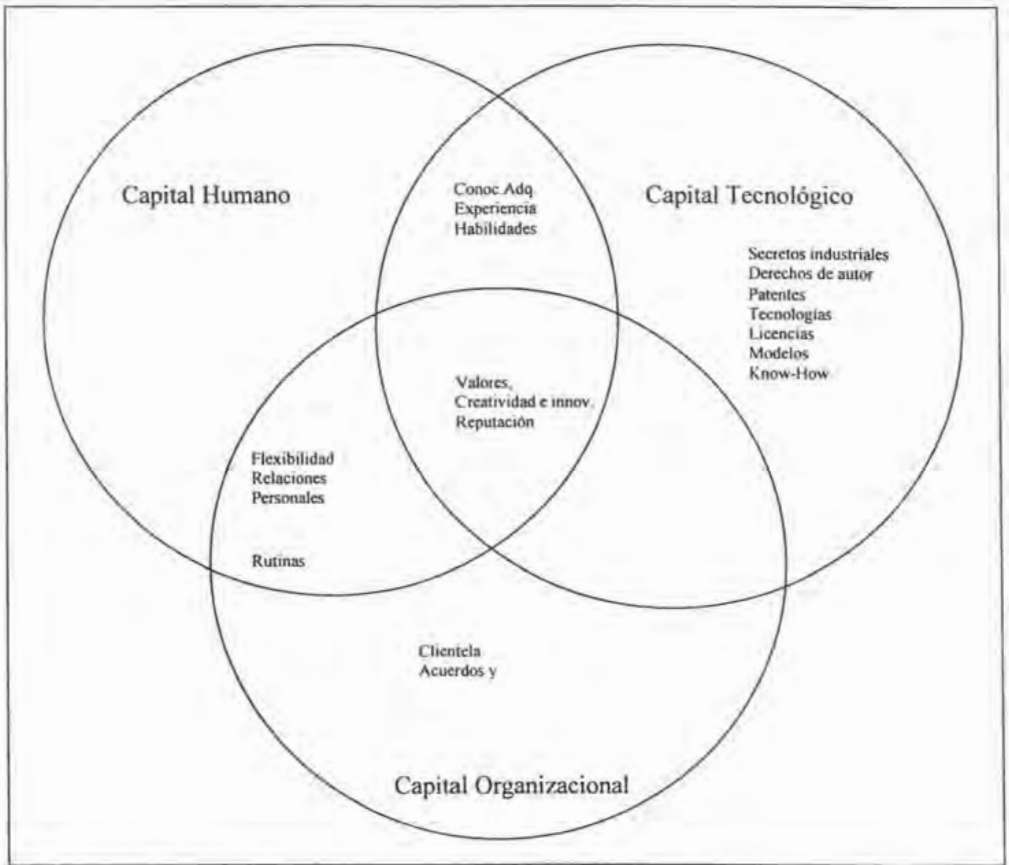 Capital Humano
Conoc.Adq.
Experiencia
Habilidades
Capital Tecnológico
Secretos industriales
Derechos de autor
Patentes
Tecnologías
Licencias
Modelos
Know-How
Valores,
Creatividad e innov.
Reputación
Flexibilidad
Relaciones
Personales
Rutinas
Clientela
Acuerdos y
Capital Organizacional